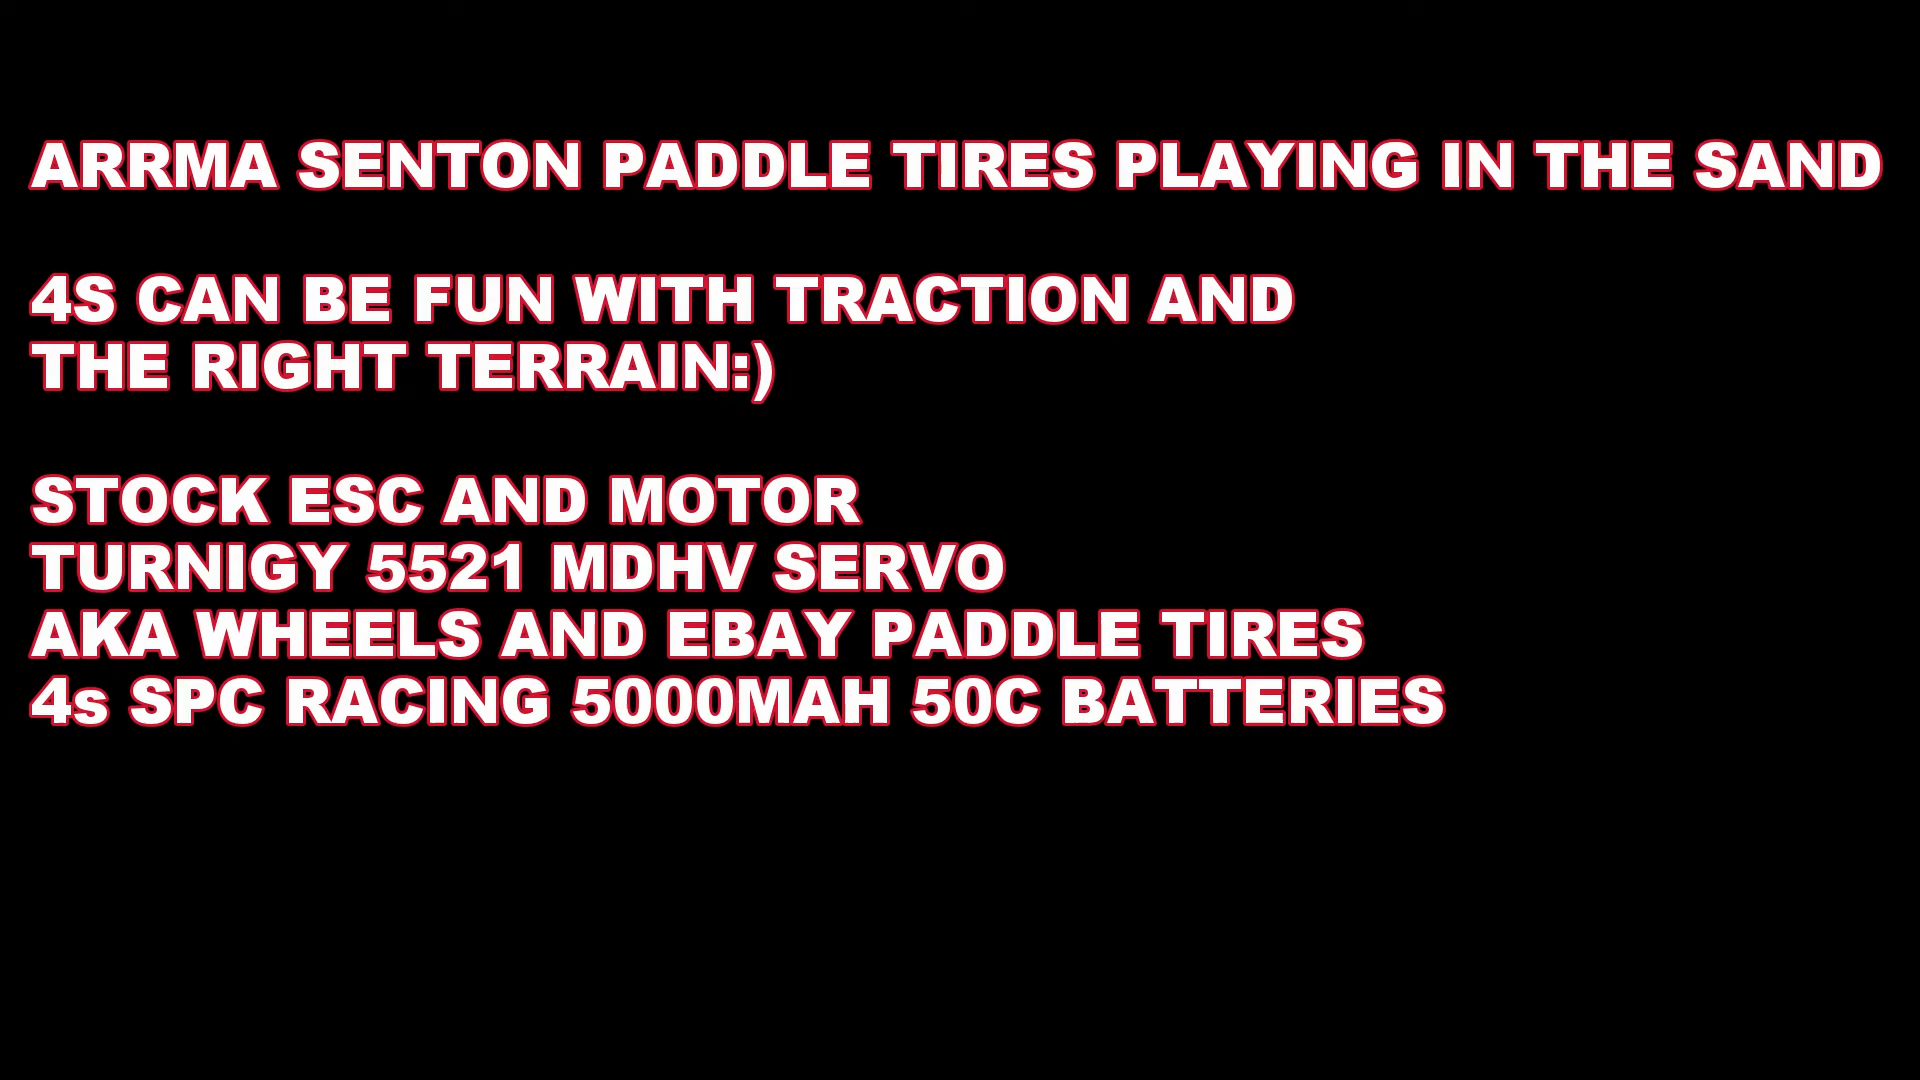 ARRMA SENTON PADDLE TIRES PLAYING IN THE SAND
4S CAN BE FUN WITH TRACTION AND
THE RIGHT TERRAIN:)
STOCK ESC AND MOTOR
TURNIGY 5521 MDHV SERVO
AKA WHEELS AND EBAY PADDLE TIRES
4s SPC RACING 5000MAH 50C BATTERIES